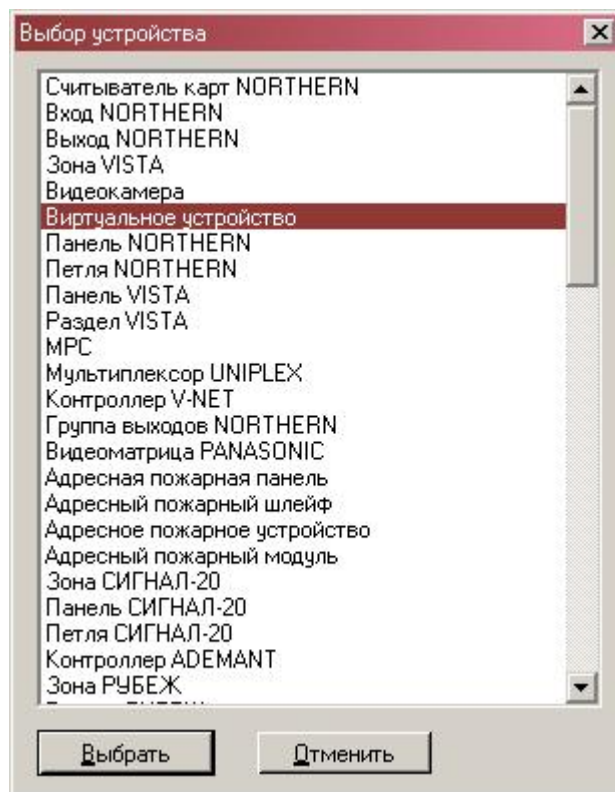 Выбор устройства
Считыватель карт NORTHERN
Вход NORTHERN
Выход NORTHERN
Зона VISTA
Видеокамера
Виртуальное устройство
Панель NORTHERN
Петля NORTHERN
Панель VISTA
Раздел VISTA
МРС
Мультиплексор UNIPLEX
Контроллер V-NET
Группа выходов NORTHERN
Видеоматрица PANASONIC
Адресная пожарная панель
Адресный пожарный шлейф
Адресное пожарное устройство
Адресный пожарный модуль
Зона СИГНАЛ-20
Панель СИГНАЛ-20
Петля СИГНАЛ-20
Контроллер ADEMANT
Зона РУБЕЖ
Выбрать
Отменить